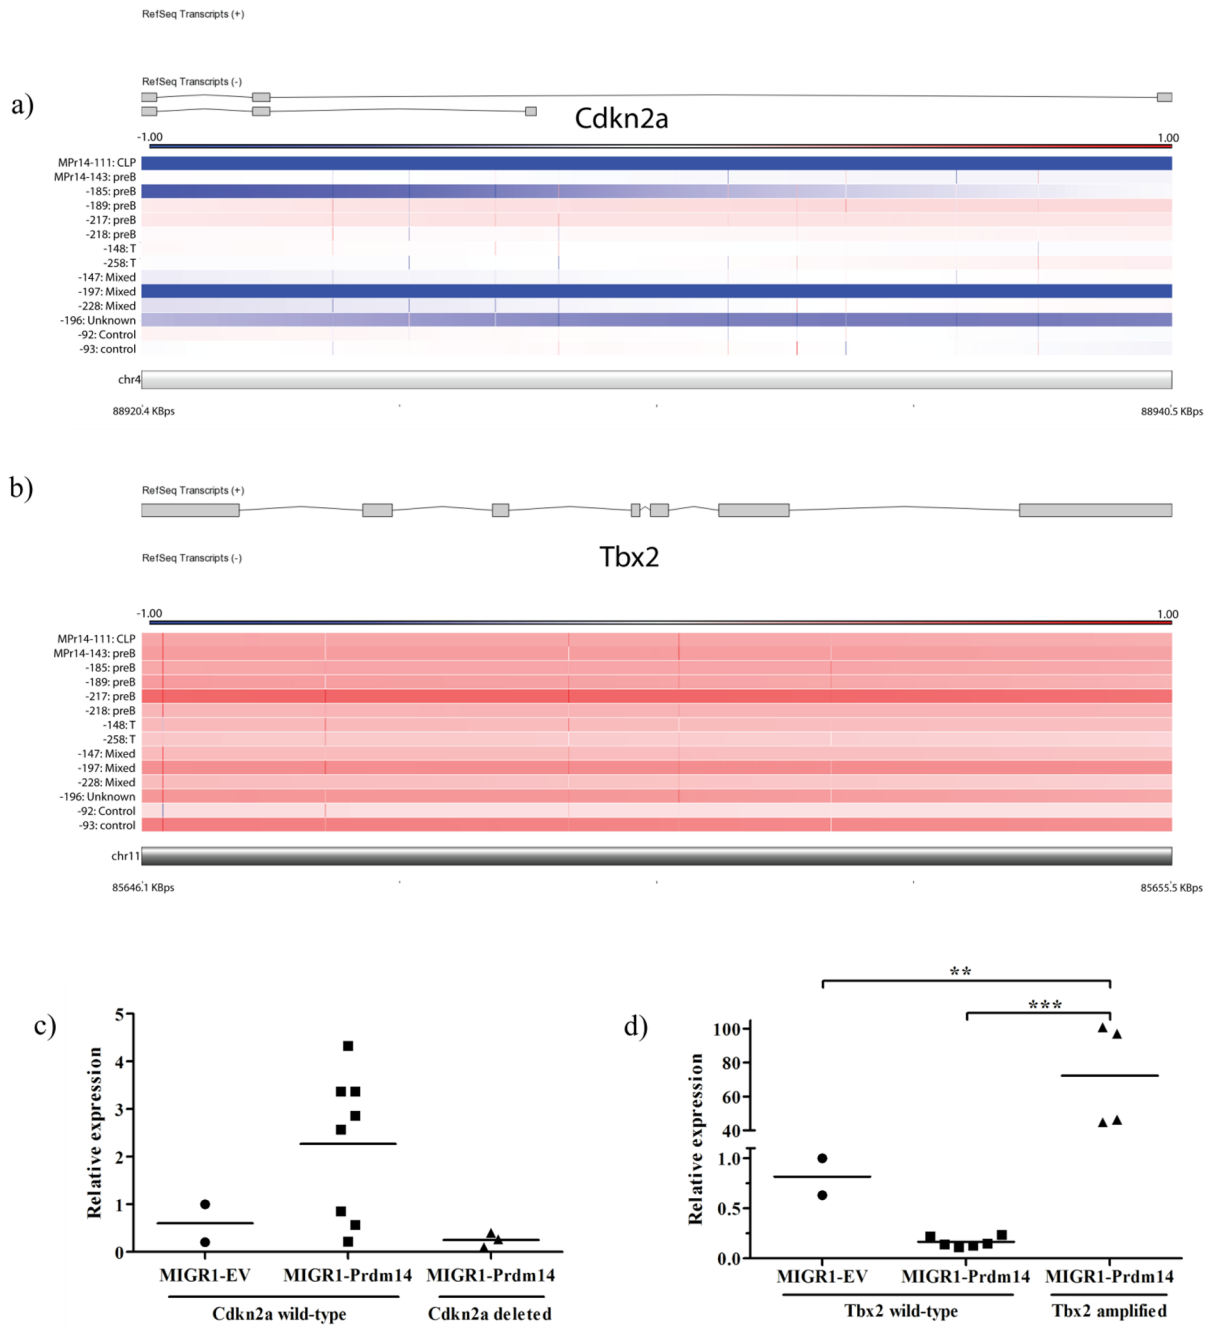 RefSeq Transcripts (+)
RefSeq Transcripts (-)
a)
Cdkn2a
-1.00 1.00
MPr14-111: CLP
MPr14-143: preB
-185: preB
-189: preB
-217: preB
-218: preB
-148: T
-258: T
-147: Mixed
-197: Mixed
-228: Mixed
-196: Unknown
-92: Control
-93: control
chr4
88920.4 KBps 88940.5 KBps
b)
RefSeq Transcripts (+)
RefSeq Transcripts (-)
Tbx2
-1.00 1.00
MPr14-111: CLP
MPr14-143: preB
-185: preB
-189: preB
-217: preB
-218: preB
-148: T
-258: T
-147: Mixed
-197: Mixed
-228: Mixed
-196: Unknown
-92: Control
-93: control
chr11
85646.1 KBps 85655.5 KBps
c)
Relative expression
5
4
3
2
1
0
MIGR1-EV MIGR1-Prdm14 MIGR1-Prdm14
Cdkn2a wild-type Cdkn2a deleted
d)
**
***
Relative expression
100
80
60
40
1.0
0.5
0.0
MIGR1-EV MIGR1-Prdm14 MIGR1-Prdm14
Tbx2 wild-type Tbx2 amplified